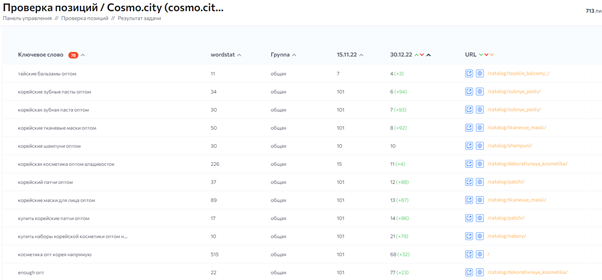 Проверка позиций / Cosmo.city (cosmo.cit...
713 ли
Панель управления // Проверка позиций // Результат задачи
Ключевое слово wordstat Группа 15.11.22 30.12.22 URL
тайские бальзамы оптом 11 общая 7 4 (+3) /catalog/tayskie_balzamy_/
корейские зубные пасты оптом 34 общая 101 6 (+94) /catalog/zubnye_pasty/
корейская зубная паста оптом 30 общая 101 7 (+93) /catalog/zubnye_pasty/
корейские тканевые маски оптом 50 общая 101 8 (+92) /catalog/tkanevye_maski/
корейские шампуни оптом 30 общая 10 10 /catalog/shampuni/
корейская косметика оптом владивосток 226 общая 15 11 (+4) /catalog/dekorativnaya_kosmetika/
корейский патчи оптом 37 общая 101 12 (+88) /catalog/patchi/
корейские маски для лица оптом 89 общая 101 13 (+87) /catalog/tkanevye_maski/
купить корейские патчи оптом 17 общая 101 14 (+86) /catalog/patchi/
купить наборы корейской косметики оптом н... 10 общая 101 21 (+79) /catalog/nabory/
косметика опт корея напрямую 515 общая 101 68 (+32) /
enough опт 22 общая 101 77 (+23) /catalog/dekorativnaya_kosmetika/